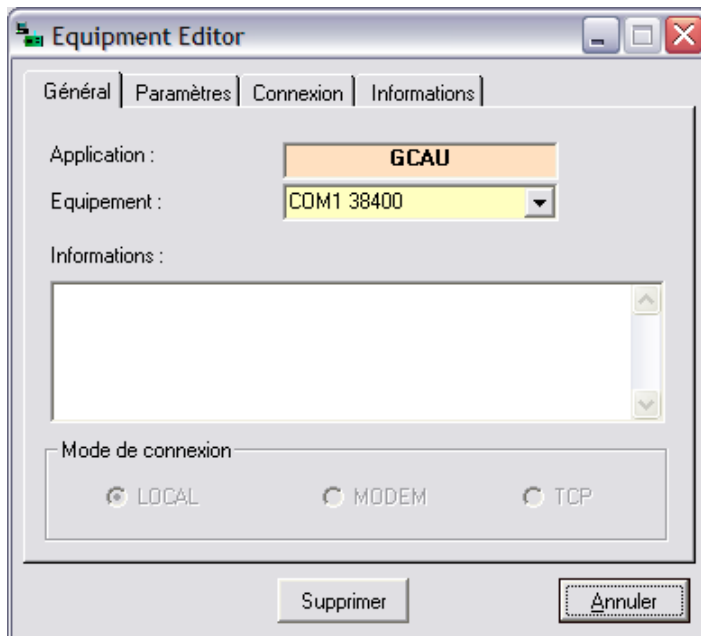 Equipment Editor
Général Paramètres Connexion Informations
Application : GCAU
Equipement : COM1 38400
Informations :
Mode de connexion
LOCAL MODEM TCP
Supprimer Annuler